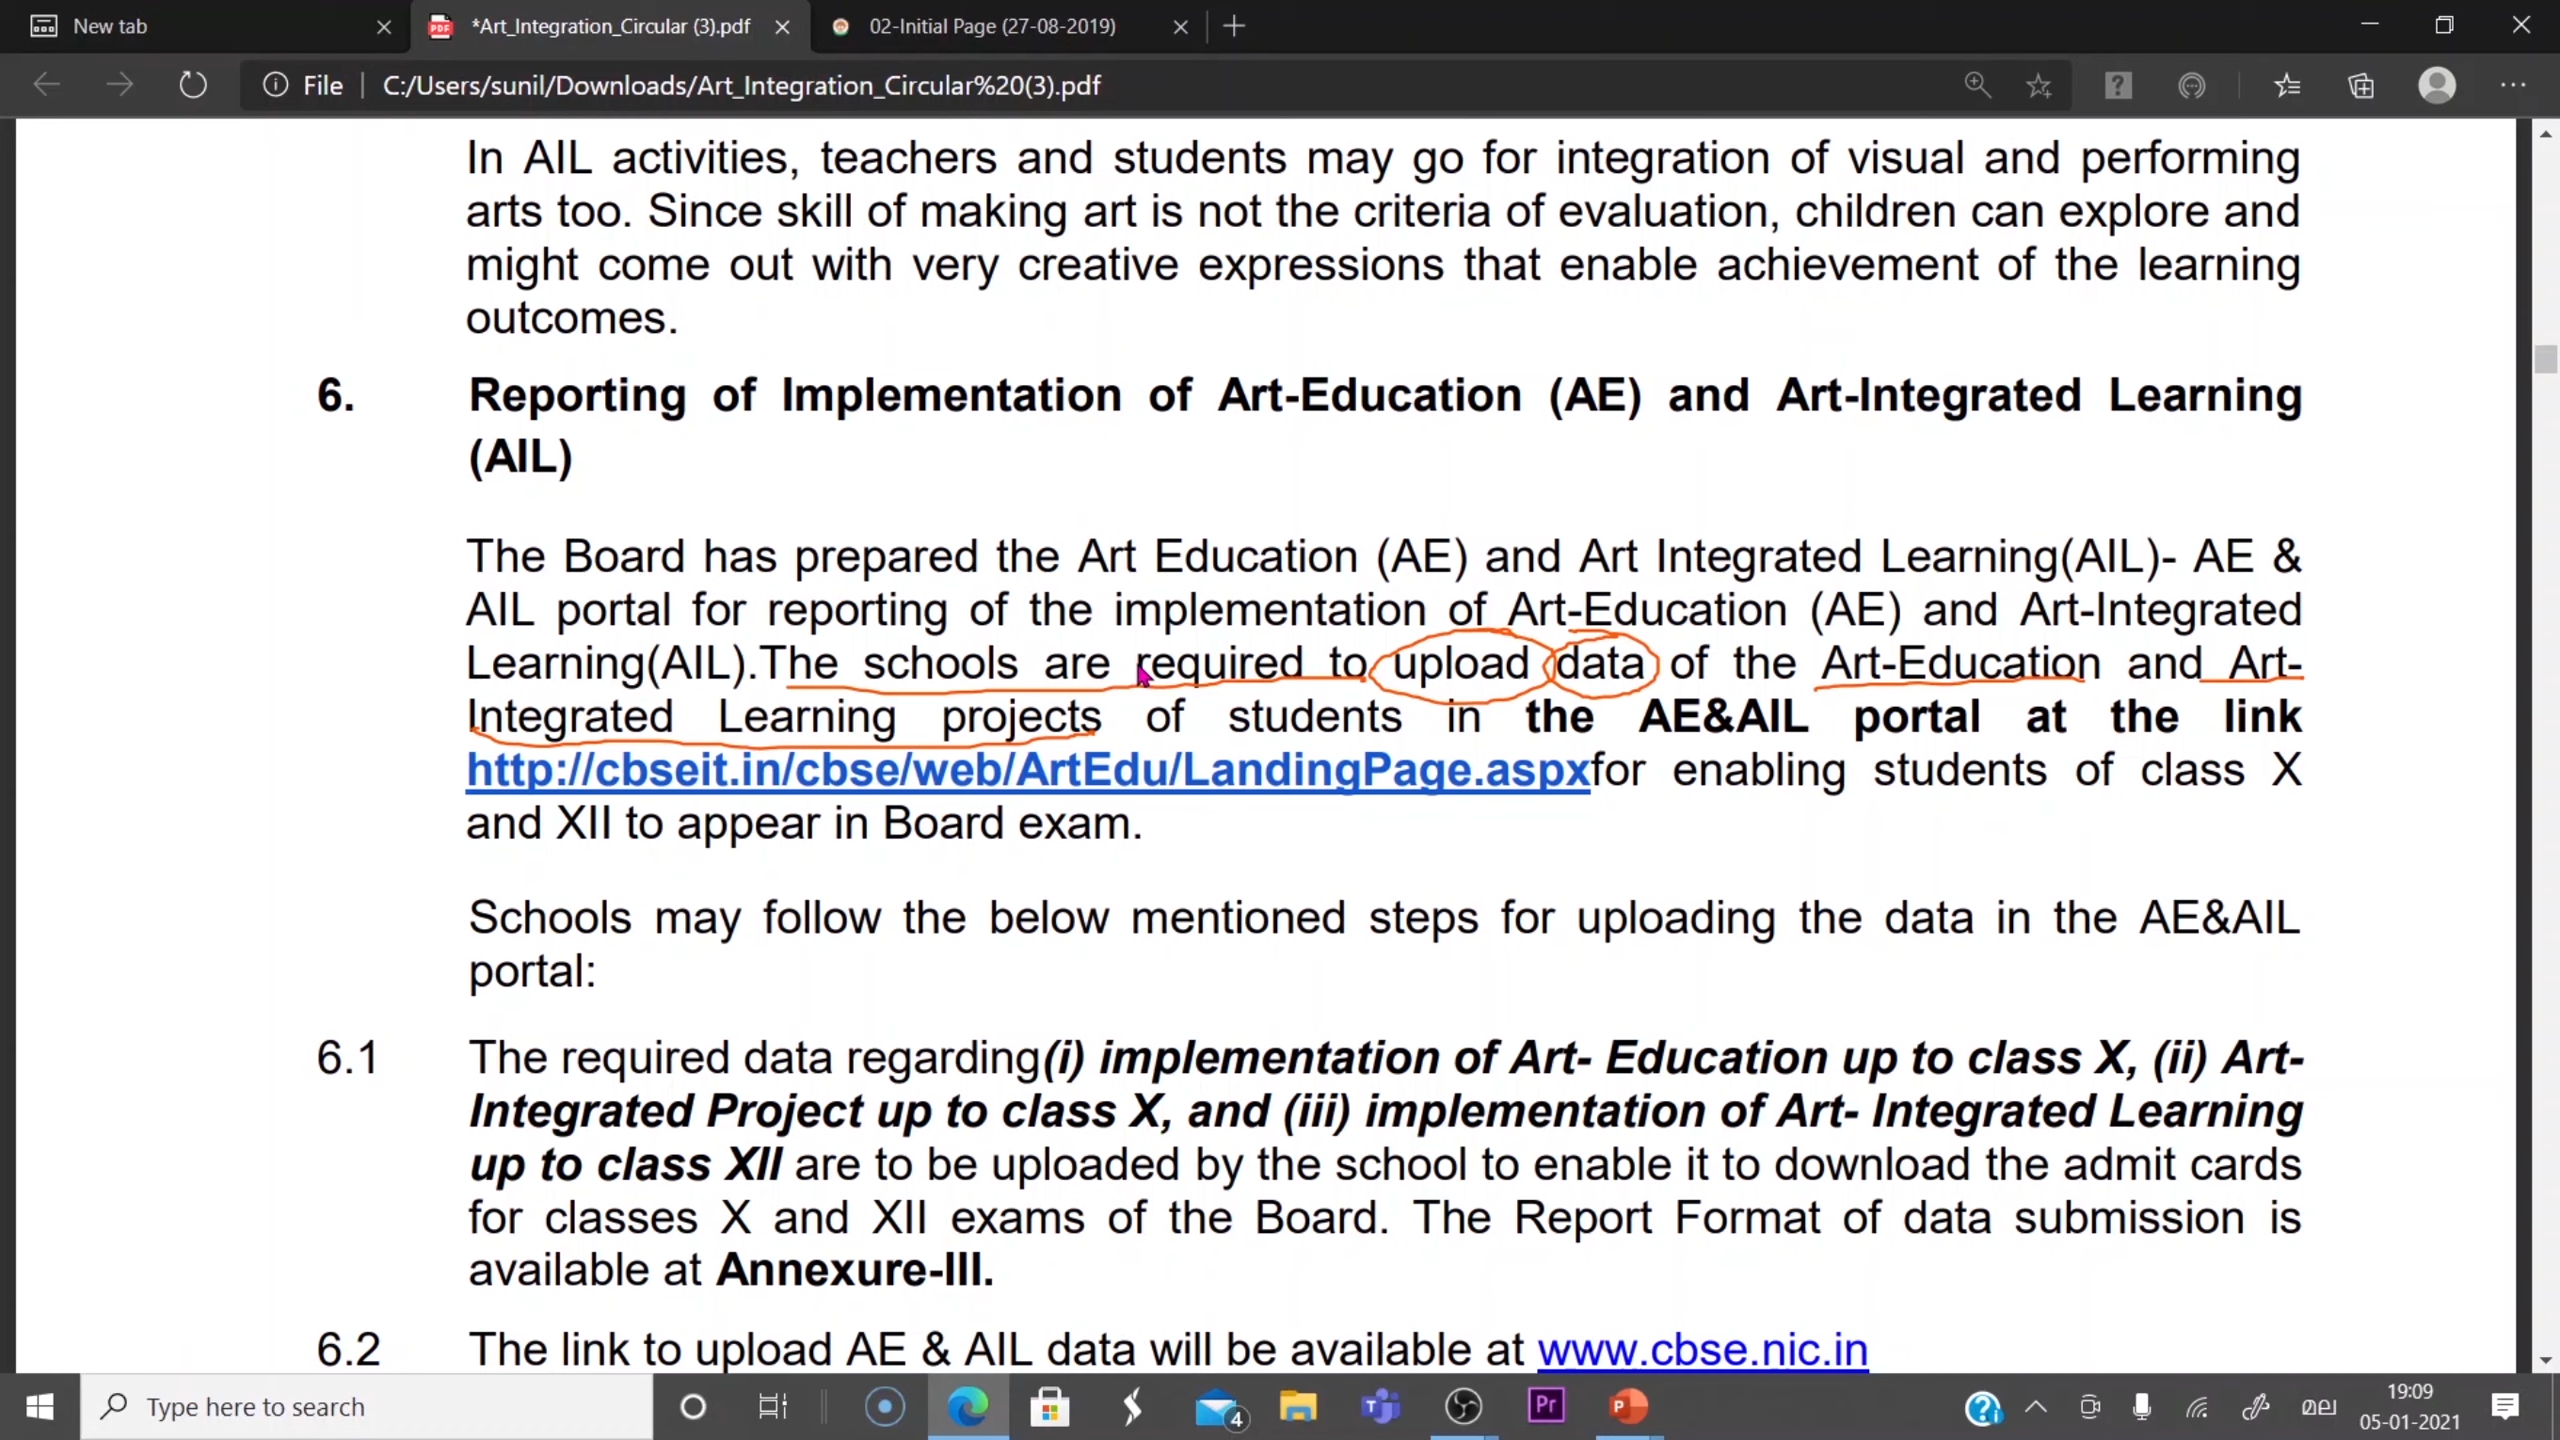 New tab
*Art_Integration_Circular (3).pdf
02-Initial Page (27-08-2019)
File
C:/Users/sunil/Downloads/Art_Integration_Circular%20(3).pdf
In AIL activities, teachers and students may go for integration of visual and performing
arts too. Since skill of making art is not the criteria of evaluation, children can explore and
might come out with very creative expressions that enable achievement of the learning
outcomes.
6. Reporting of Implementation of Art-Education (AE) and Art-Integrated Learning
(AIL)
The Board has prepared the Art Education (AE) and Art Integrated Learning(AIL)- AE &
AIL portal for reporting of the implementation of Art-Education (AE) and Art-Integrated
Learning(AIL).The schools are required to upload data of the Art-Education and Art-
Integrated Learning projects of students in the AE&AIL portal at the link
http://cbseit.in/cbse/web/ArtEdu/LandingPage.aspxfor enabling students of class X
and XII to appear in Board exam.
Schools may follow the below mentioned steps for uploading the data in the AE&AIL
portal:
6.1 The required data regarding(i) implementation of Art- Education up to class X, (ii) Art-
Integrated Project up to class X, and (iii) implementation of Art- Integrated Learning
up to class XII are to be uploaded by the school to enable it to download the admit cards
for classes X and XII exams of the Board. The Report Format of data submission is
available at Annexure-III.
6.2 The link to upload AE & AIL data will be available at www.cbse.nic.in
Type here to search
4
Pr
മല
19:09
05-01-2021